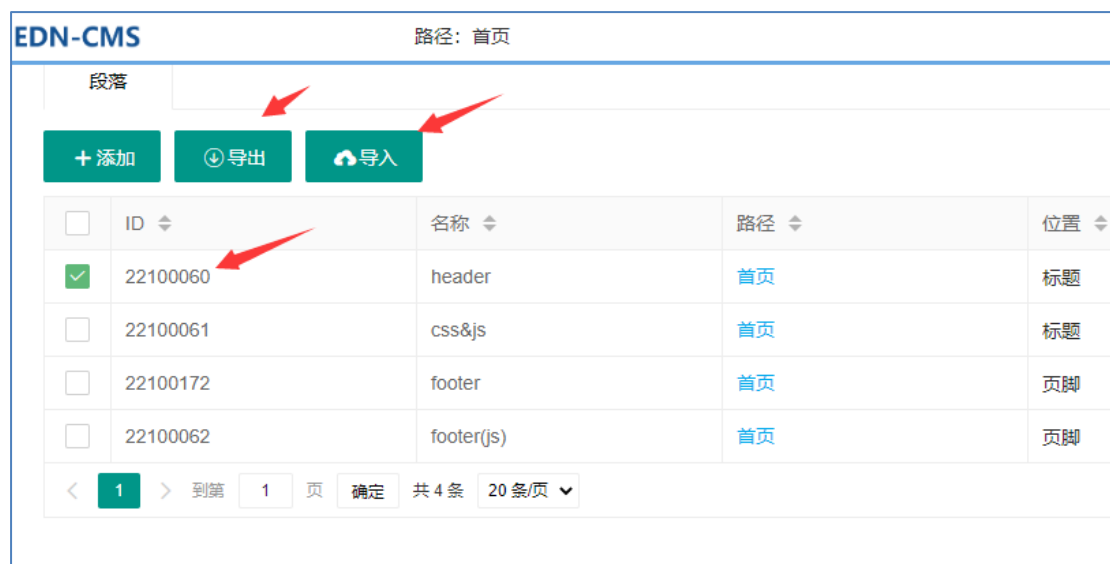 EDN-CMS 路径：首页
段落
添加 导出 导入
ID 名称 路径 位置
22100060 header 首页 标题
22100061 css&js 首页 标题
22100172 footer 首页 页脚
22100062 footer(js) 首页 页脚
1 到第 1 页 确定 共 4 条 20 条/页